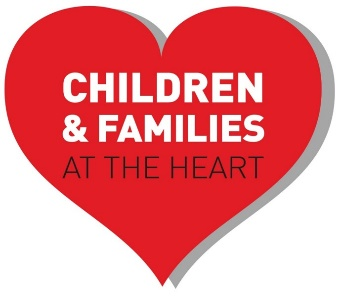 CHILDREN
& FAMILIES
AT THE HEART